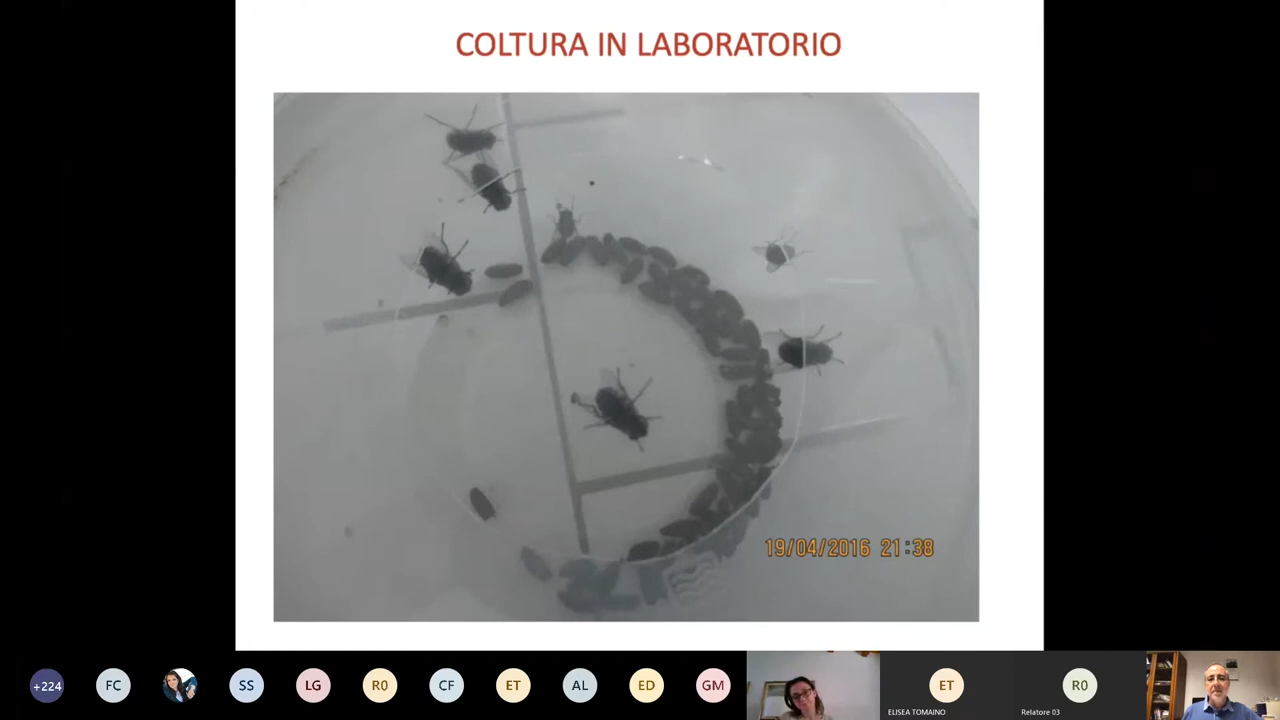 COLTURA IN LABORATORIO
19/04/2016 21:38
+224
FC
SS
LG
R0
CF
ET
AL
ED
GM
ET
ELISEA TOMAINO
R0
Relatore 03